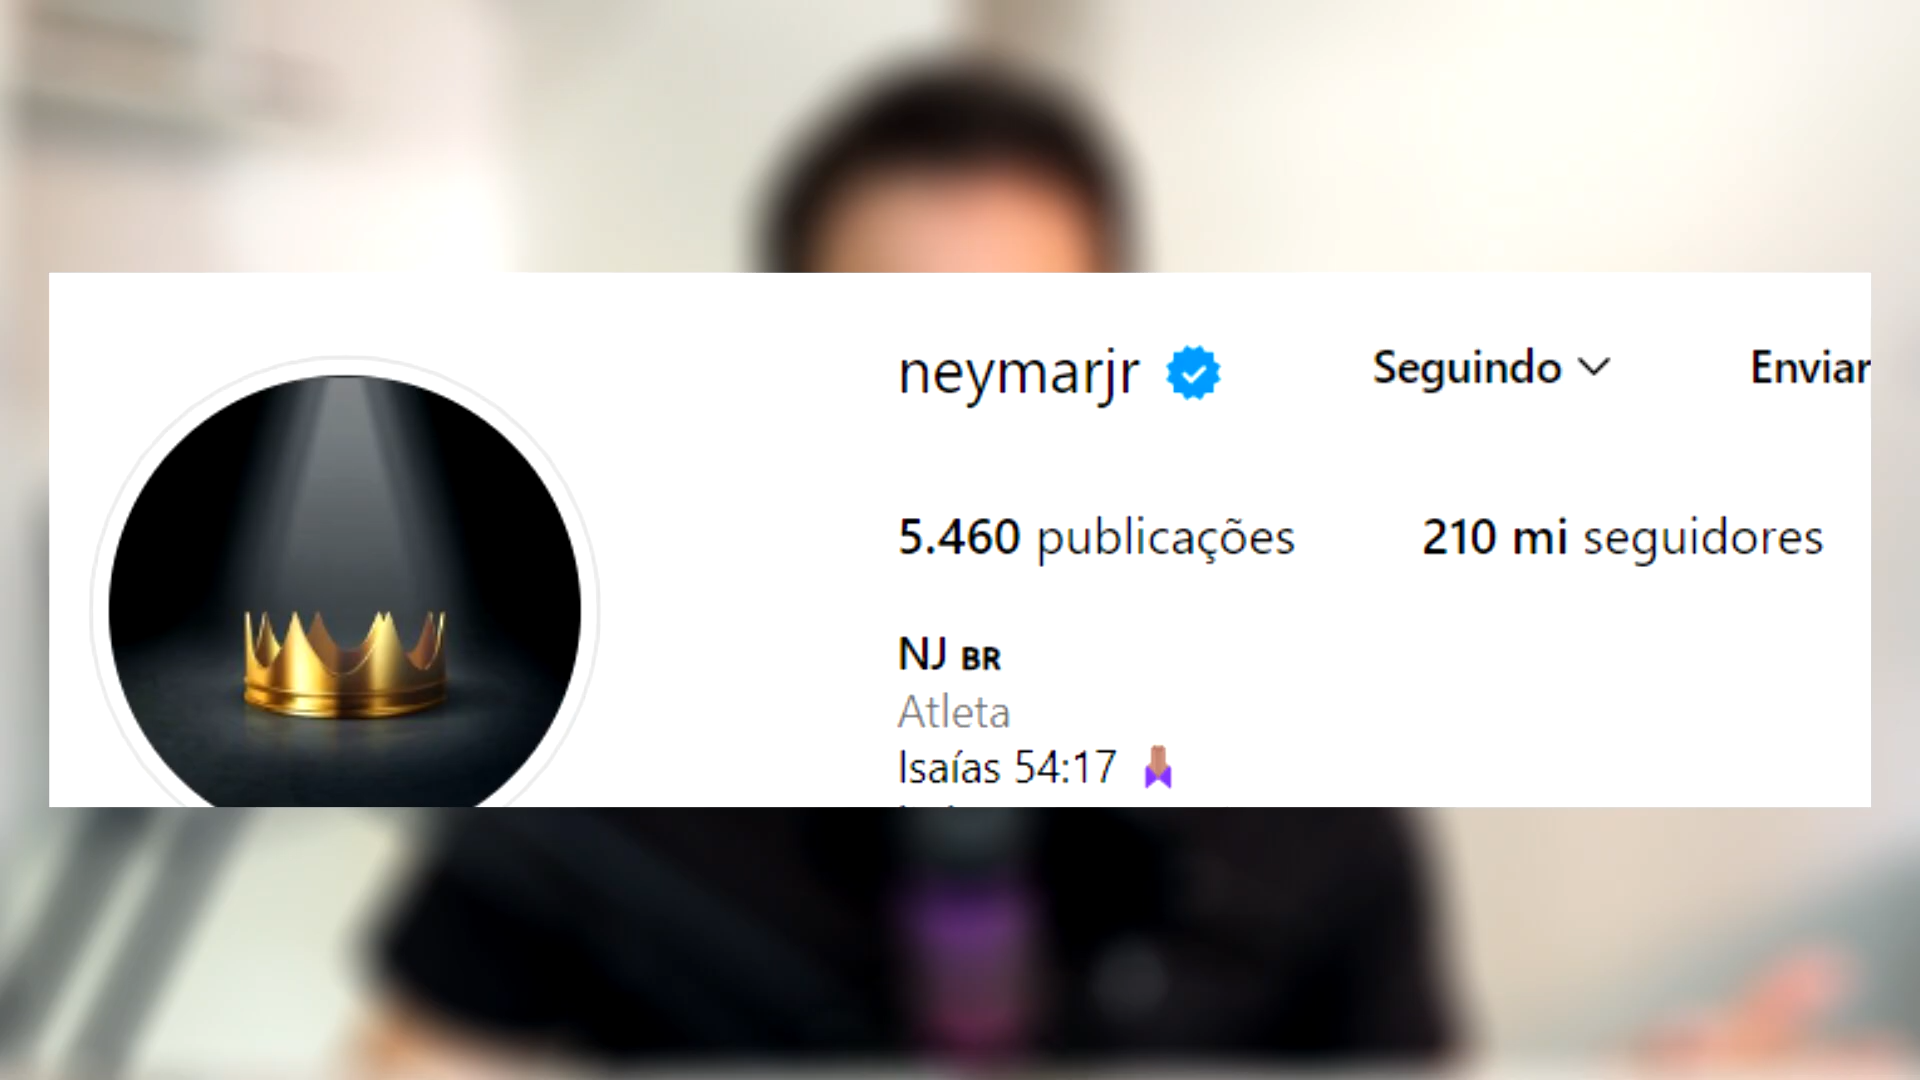 neymarjr Seguindo Enviar
5.460 publicações 210 mi seguidores
NJ BR
Atleta
Isaías 54:17